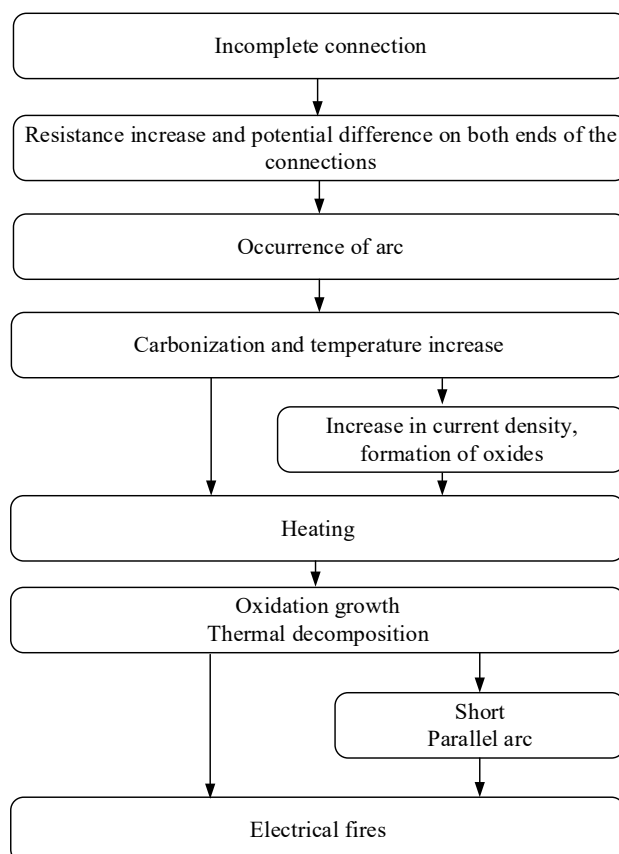 Incomplete connection
Resistance increase and potential difference on both ends of the
connections
Occurrence of arc
Carbonization and temperature increase
Increase in current density,
formation of oxides
Heating
Oxidation growth
Thermal decomposition
Short
Parallel arc
Electrical fires